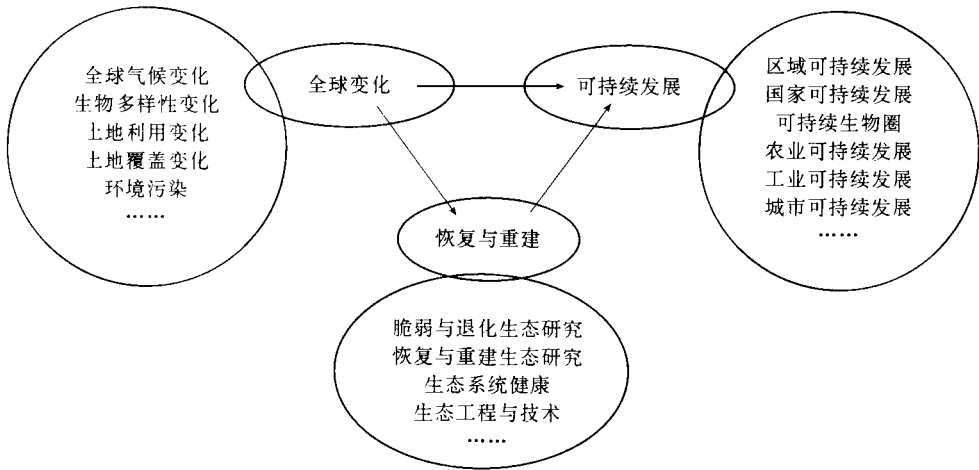 全球气候变化
生物多样性变化
土地利用变化
土地覆盖变化
环境污染
……
全球变化
可持续发展
区域可持续发展
国家可持续发展
可持续生物圈
农业可持续发展
工业可持续发展
城市可持续发展
……
恢复与重建
脆弱与退化生态研究
恢复与重建生态研究
生态系统健康
生态工程与技术
……